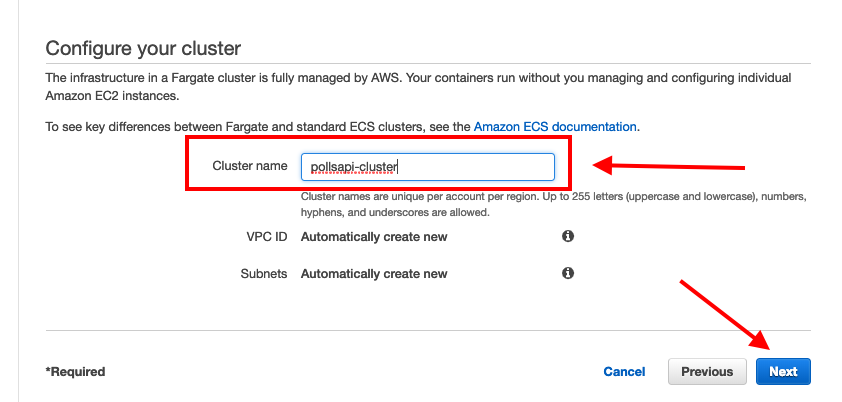 Configure your cluster
The infrastructure in a Fargate cluster is fully managed by AWS. Your containers run without you managing and configuring individual
Amazon EC2 instances.
To see key differences between Fargate and standard ECS clusters, see the Amazon ECS documentation.
Cluster name pollsapi-cluster
Cluster names are unique per account per region. Up to 255 letters (uppercase and lowercase), numbers,
hyphens, and underscores are allowed.
VPC ID Automatically create new
Subnets Automatically create new
*Required Cancel Previous Next